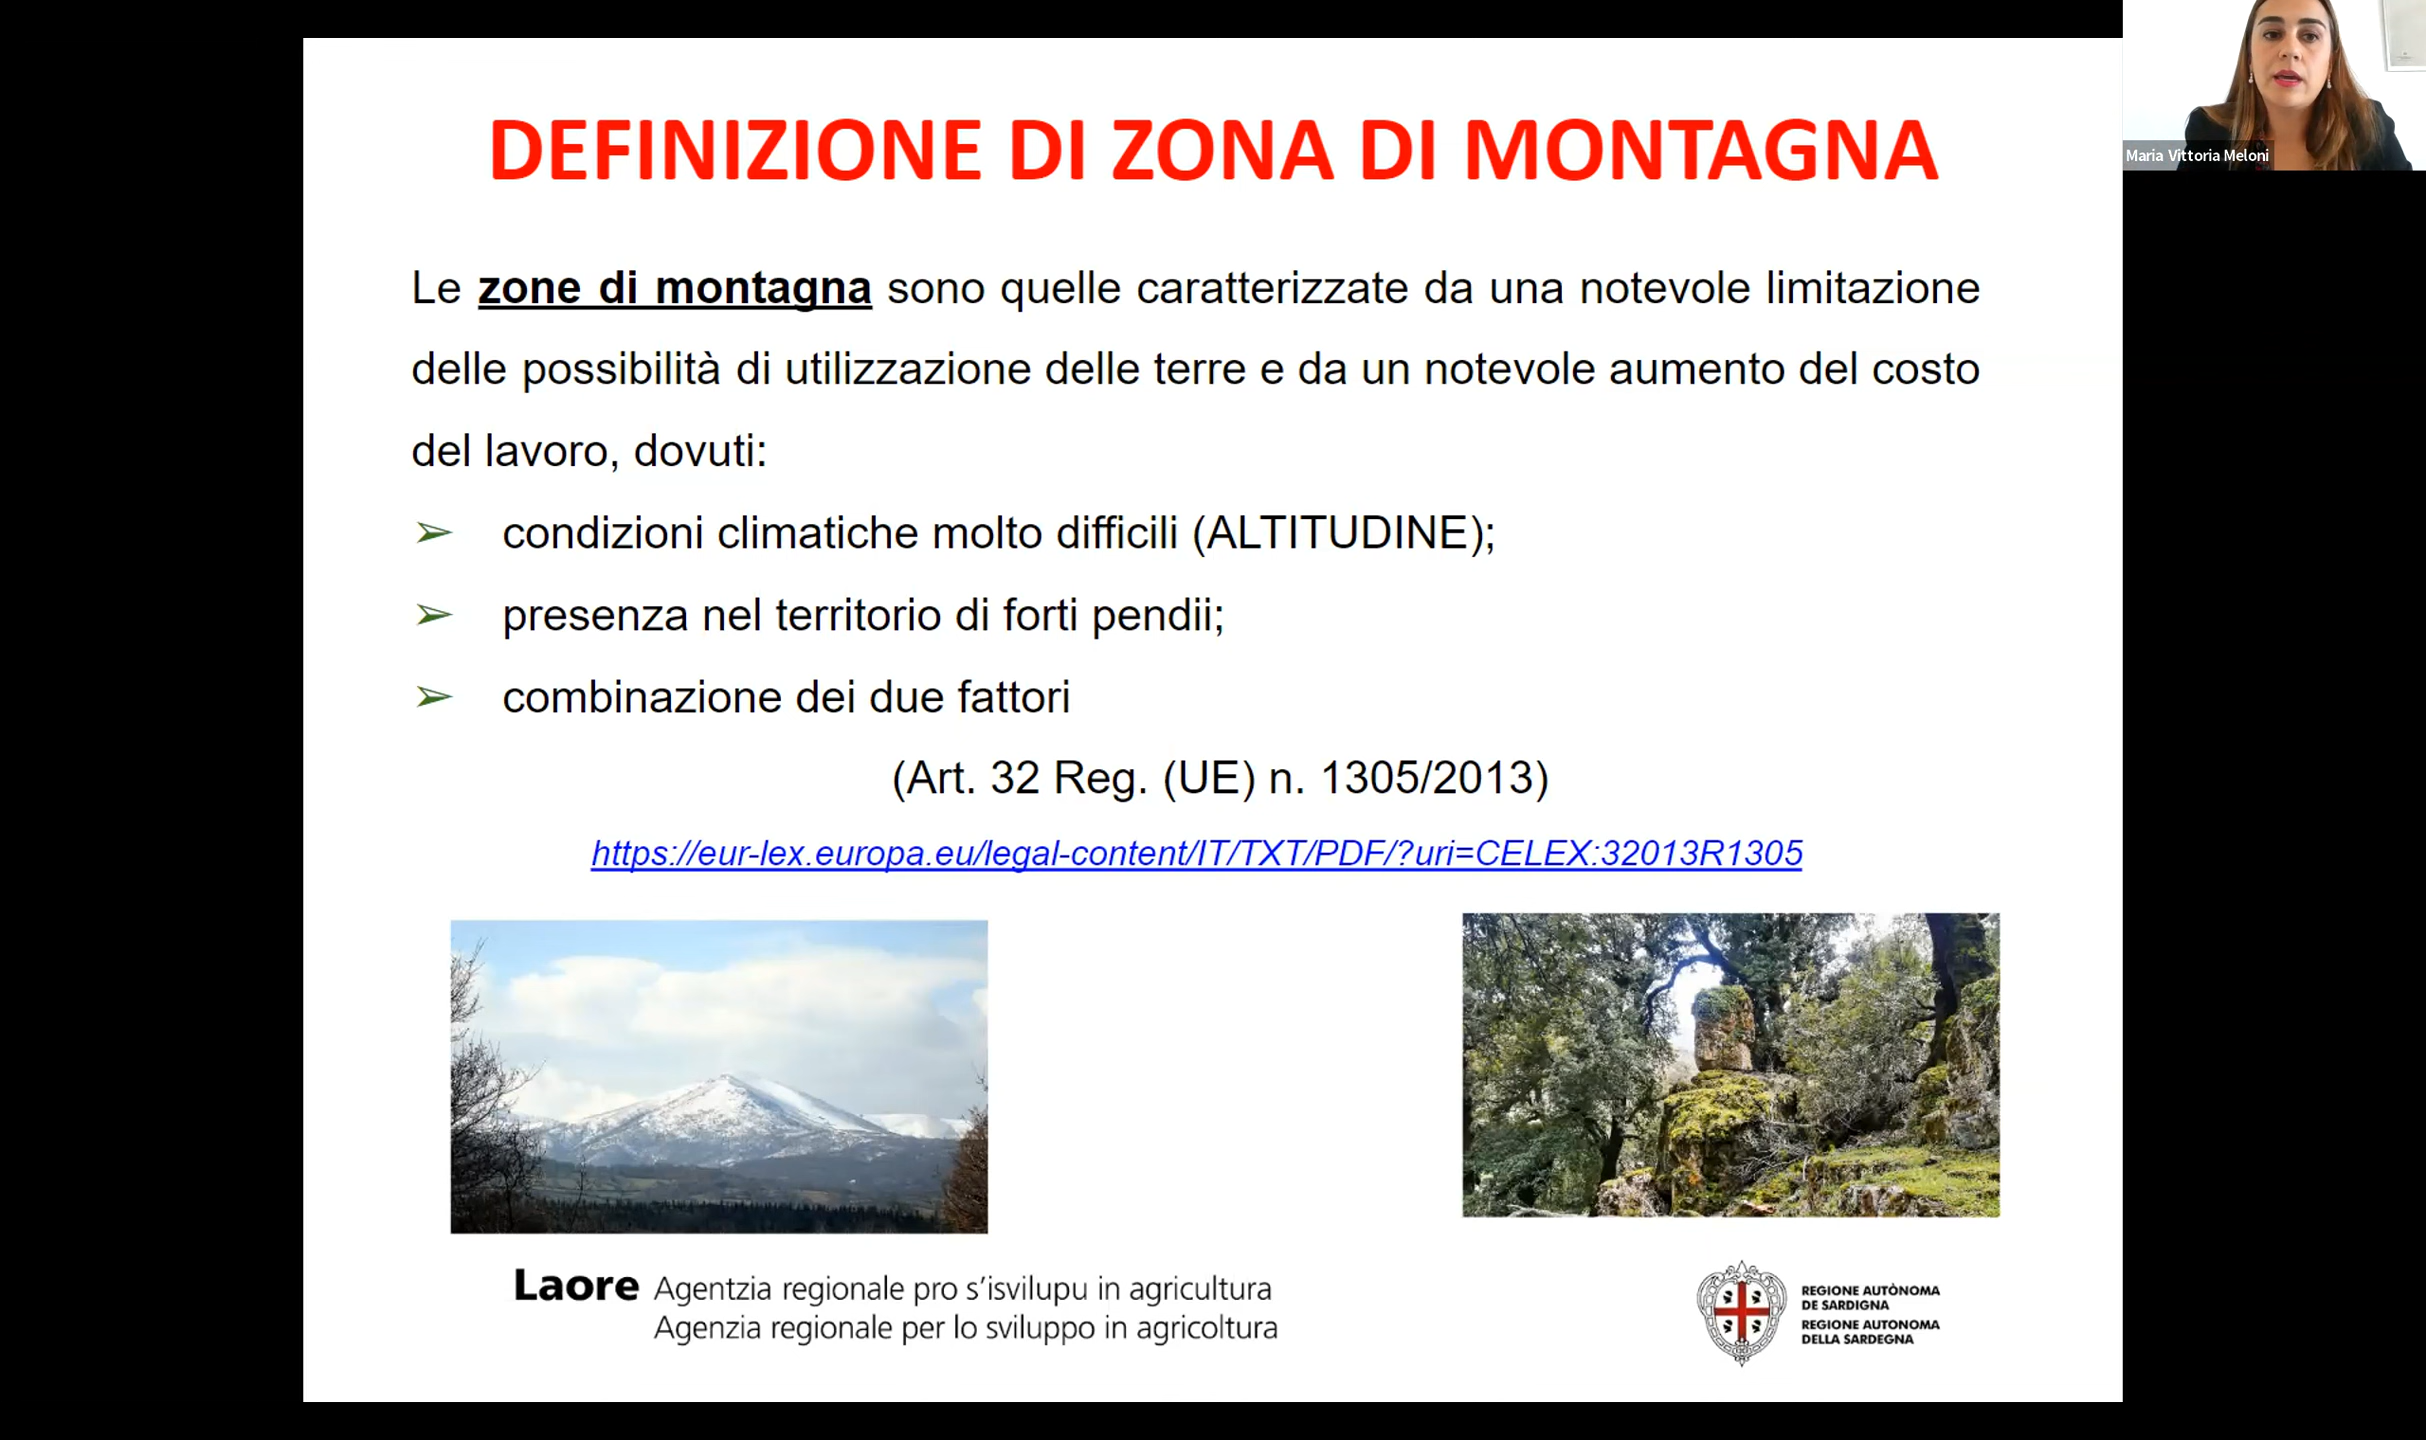 DEFINIZIONE DI ZONA DI MONTAGNA
Maria Vittoria Meloni
Le zone di montagna sono quelle caratterizzate da una notevole limitazione
delle possibilità di utilizzazione delle terre e da un notevole aumento del costo
del lavoro, dovuti:
➢ condizioni climatiche molto difficili (ALTITUDINE);
➢ presenza nel territorio di forti pendii;
➢ combinazione dei due fattori
(Art. 32 Reg. (UE) n. 1305/2013)
https://eur-lex.europa.eu/legal-content/IT/TXT/PDF/?uri=CELEX:32013R1305
Laore Agentzia regionale pro s'isvilupu in agricultura
Agenzia regionale per lo sviluppo in agricoltura
REGIONE AUTÒNOMA
DE SARDIGNA
REGIONE AUTONOMA
DELLA SARDEGNA